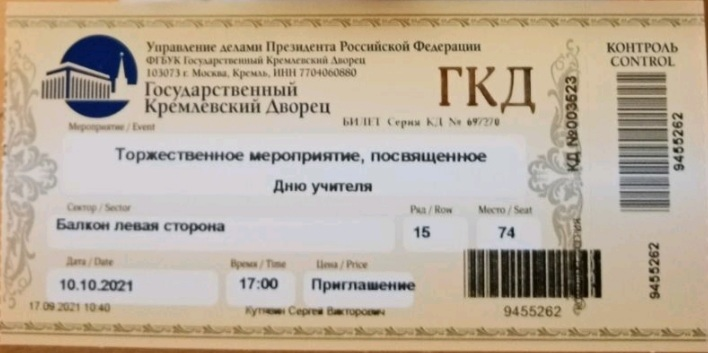 Управление делами Президента Российской Федерации
ФГБУК Государственный Кремлевский Дворец
103073 г. Москва, Кремль, ИНН 7704060880
Государственный
Кремлевский Дворец
ГКД
БИЛЕТ Серия КД № 697270
Мероприятие / Event
Торжественное мероприятие, посвященное
Дню учителя
Сектор / Sector
Ряд / Row
Место / Seat
Балкон левая сторона
15
74
Дата / Date
Время / Time
Цена / Price
10.10.2021
17:00
Приглашение
17.09.2021 10:40
Кутявин Сергей Викторович
9455262
КД №003523
КОНТРОЛЬ
CONTROL
9455262
9455262